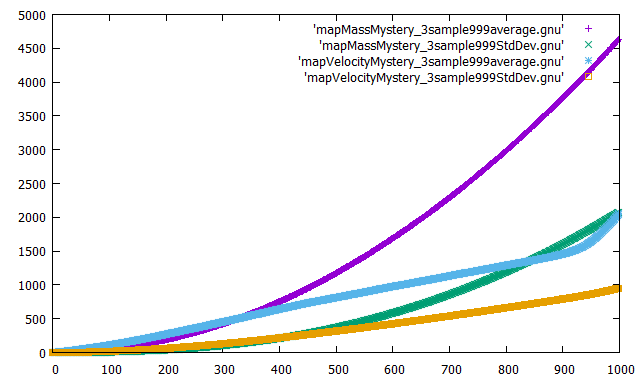 5000
4500
4000
3500
3000
2500
2000
1500
1000
500
0
'mapMassMystery_3sample999average.gnu'
'mapMassMystery_3sample999StdDev.gnu'
'mapVelocityMystery_3sample999average.gnu'
'mapVelocityMystery_3sample999StdDev.gnu'
0 100 200 300 400 500 600 700 800 900 1000